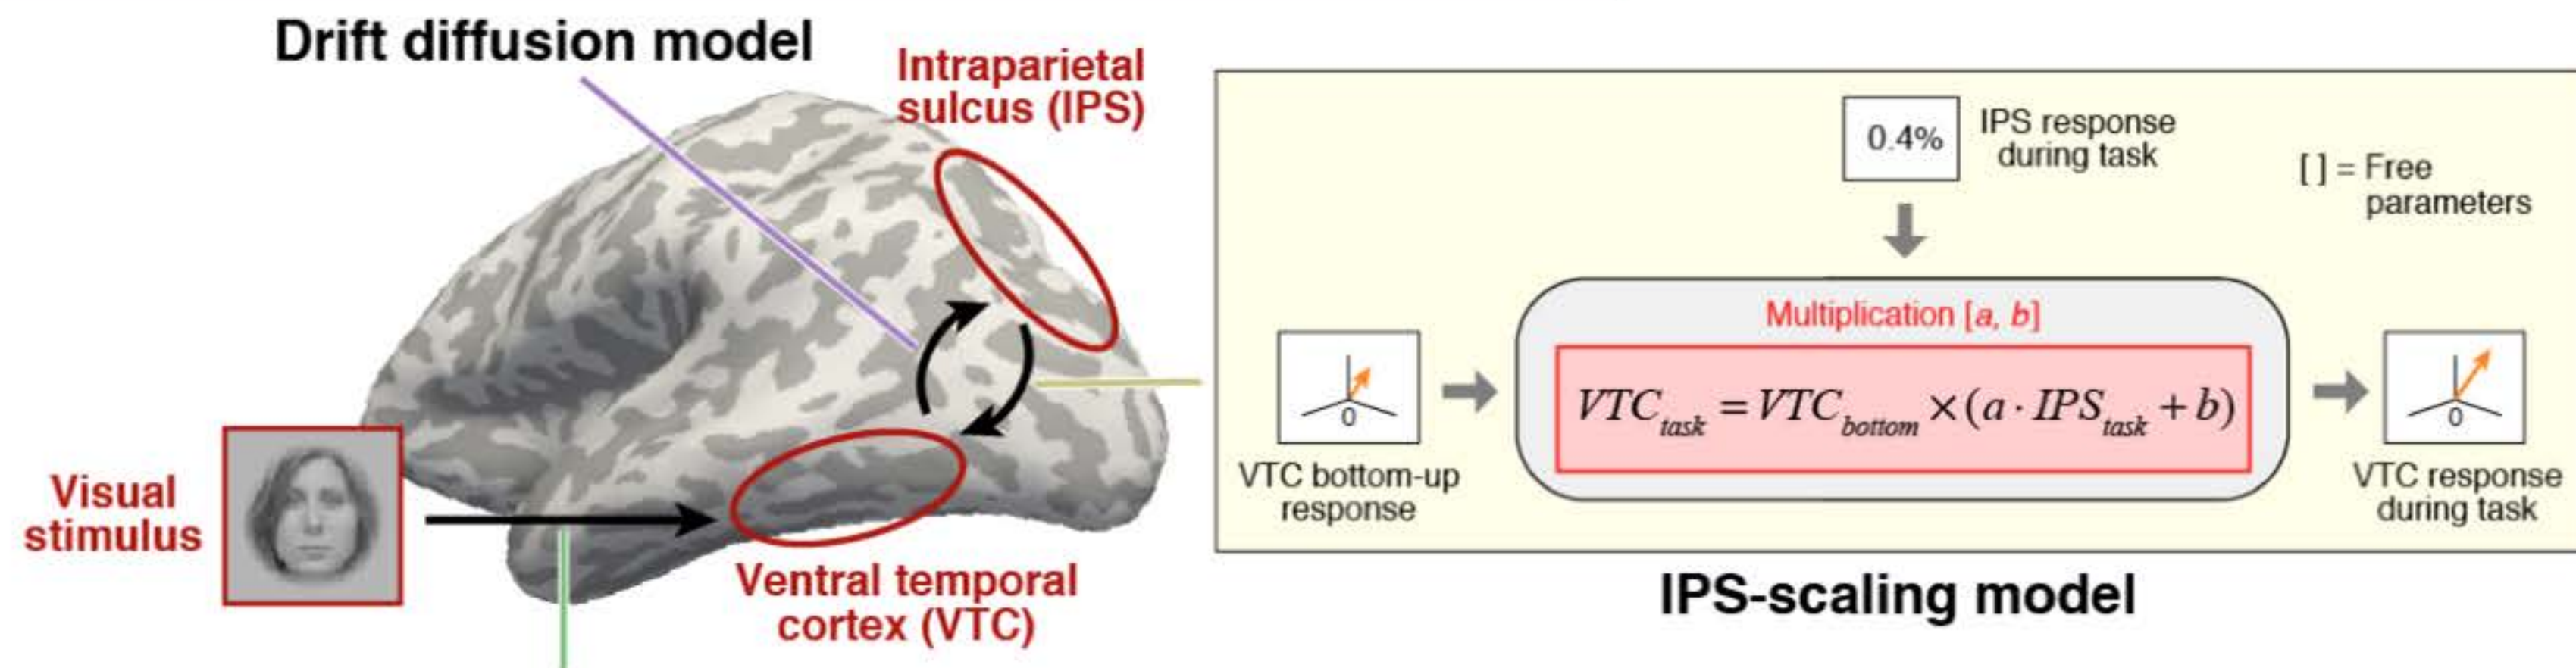 Drift diffusion model
Intraparietal
sulcus (IPS)
Visual
stimulus
Ventral temporal
cortex (VTC)
0.4%
IPS response
during task
[ ] = Free
parameters
Multiplication [a, b]
VTC_task = VTC_bottom × (a · IPS_task + b)
0
VTC bottom-up
response
0
VTC response
during task
IPS-scaling model